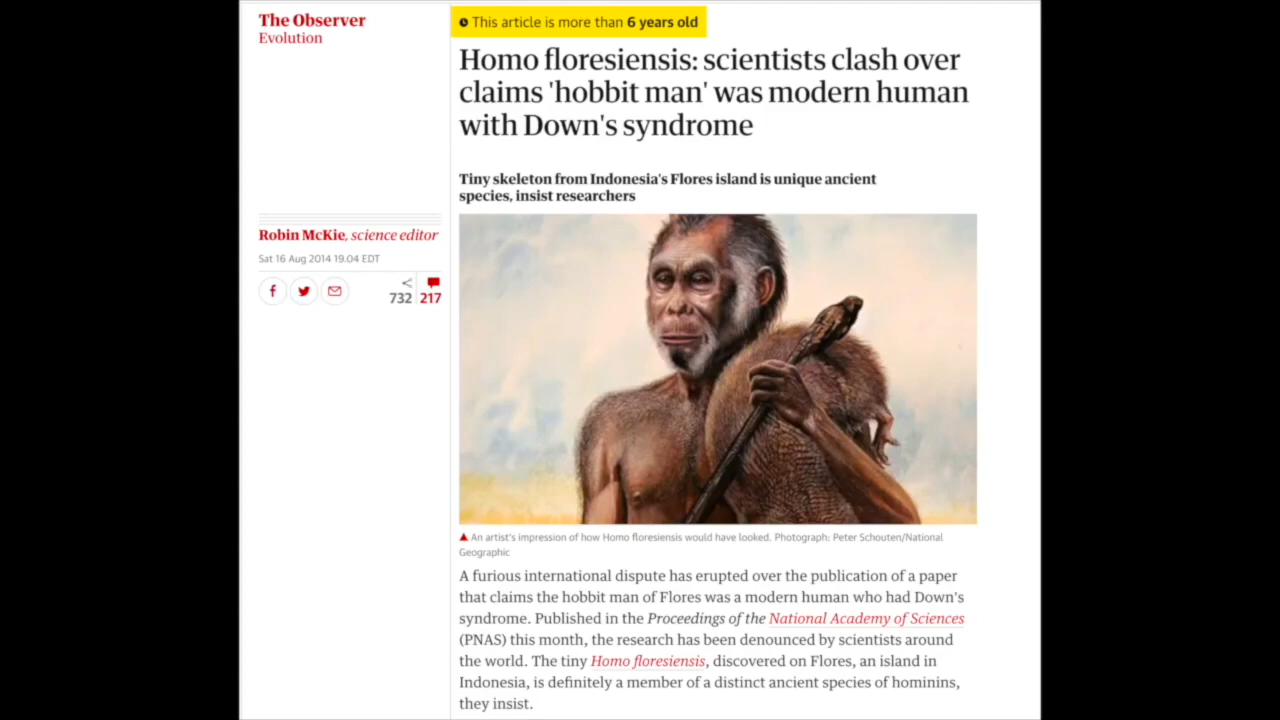 The Observer
Evolution
This article is more than 6 years old
Homo floresiensis: scientists clash over
claims 'hobbit man' was modern human
with Down's syndrome
Tiny skeleton from Indonesia's Flores island is unique ancient
species, insist researchers
Robin McKie, science editor
Sat 16 Aug 2014 19.04 EDT
732 217
An artist's impression of how Homo floresiensis would have looked. Photograph: Peter Schouten/National
Geographic
A furious international dispute has erupted over the publication of a paper
that claims the hobbit man of Flores was a modern human who had Down's
syndrome. Published in the Proceedings of the National Academy of Sciences
(PNAS) this month, the research has been denounced by scientists around
the world. The tiny Homo floresiensis, discovered on Flores, an island in
Indonesia, is definitely a member of a distinct ancient species of hominins,
they insist.